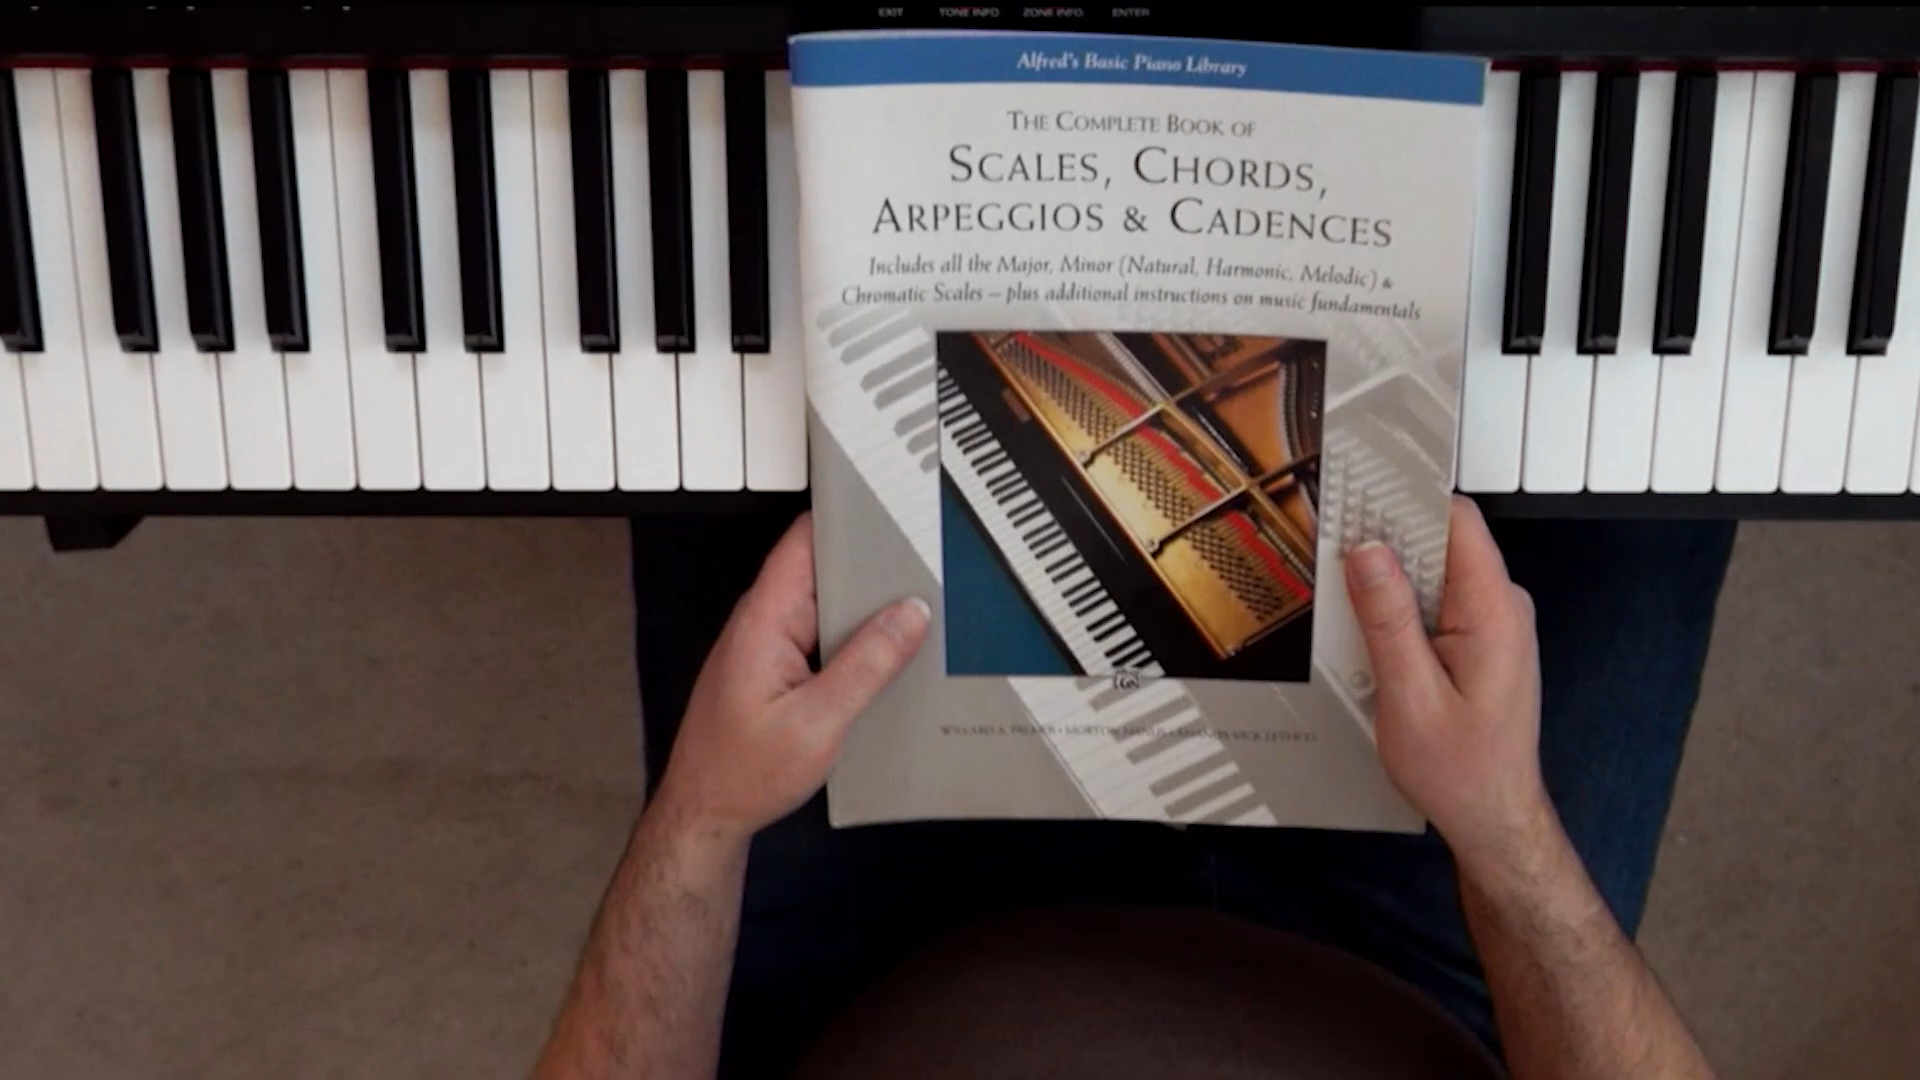 EXIT TONE INFO ZONE INFO ENTER
Alfred's Basic Piano Library
THE COMPLETE BOOK OF
SCALES, CHORDS,
ARPEGGIOS & CADENCES
Includes all the Major, Minor (Natural, Harmonic, Melodic) &
Chromatic Scales – plus additional instructions on music fundamentals